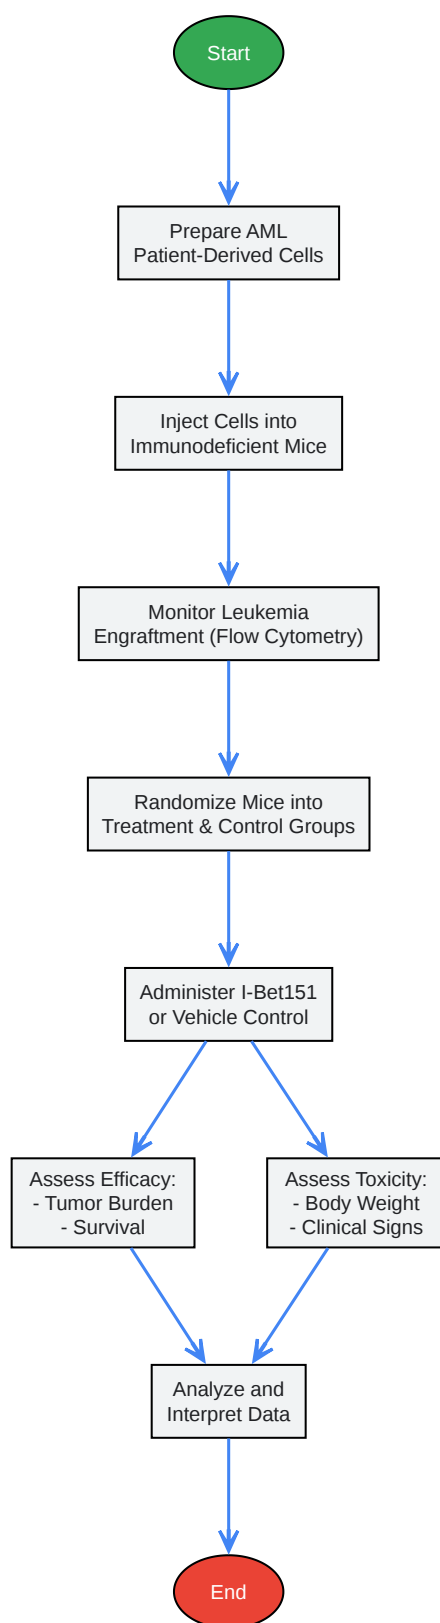 Start
Prepare AML
Patient-Derived Cells
Inject Cells into
Immunodeficient Mice
Monitor Leukemia
Engraftment (Flow Cytometry)
Randomize Mice into
Treatment & Control Groups
Administer I-Bet151
or Vehicle Control
Assess Efficacy:
- Tumor Burden
- Survival
Assess Toxicity:
- Body Weight
- Clinical Signs
Analyze and
Interpret Data
End